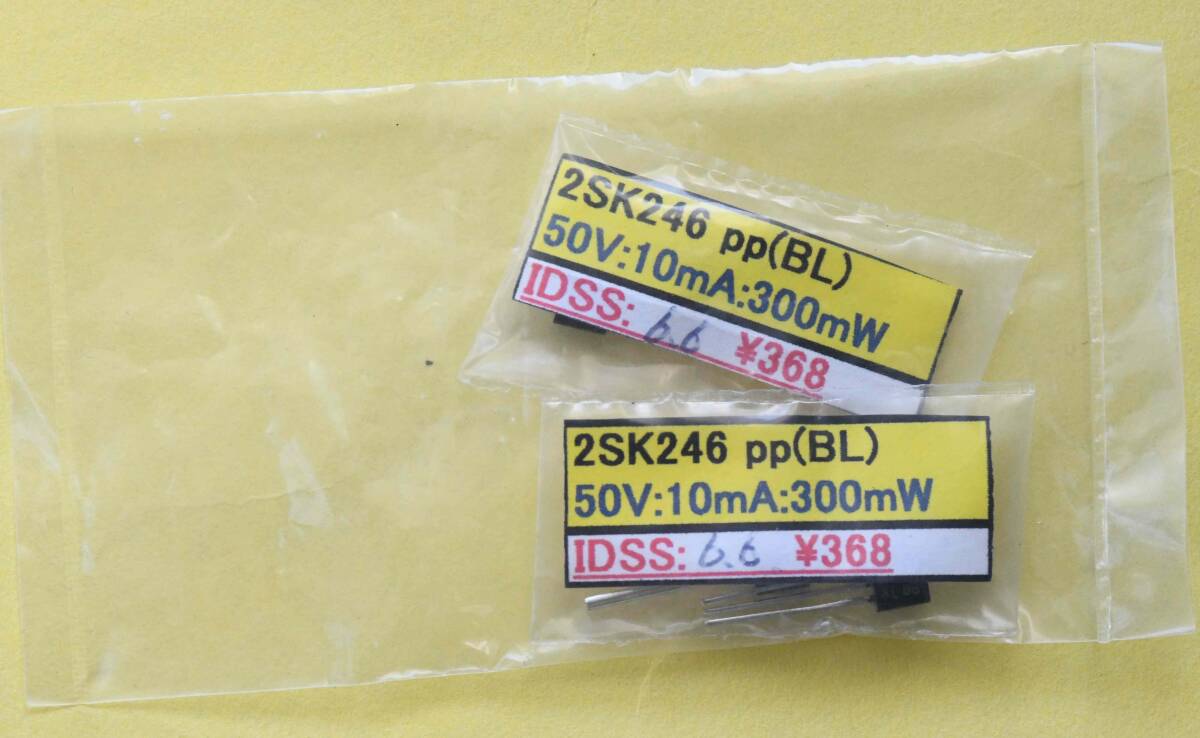 2SK246 pp(BL)
50V:10mA:300mW
IDSS: 6.6 ¥368
2SK246 pp(BL)
50V:10mA:300mW
IDSS: 6.6 ¥368